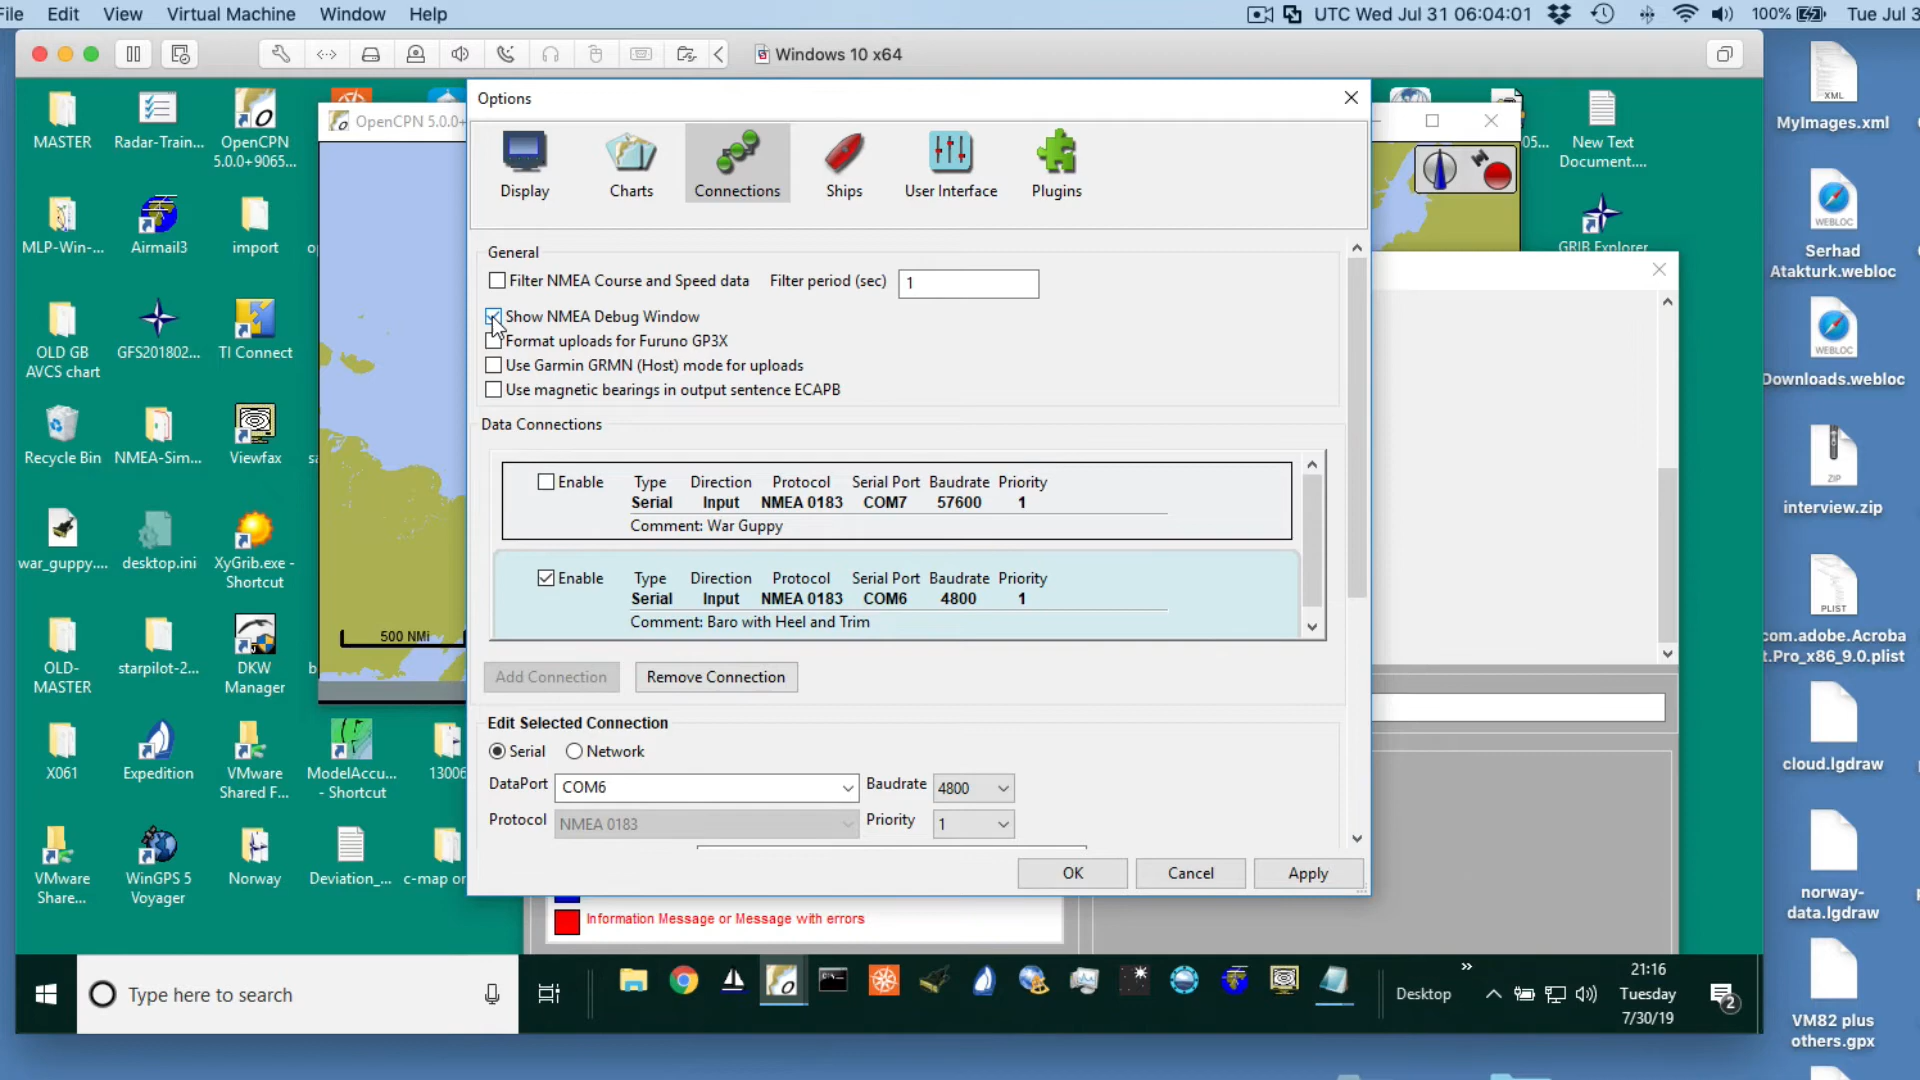 File Edit View Virtual Machine Window Help
UTC Wed Jul 31 06:04:01 100% Tue Jul 3
Windows 10 x64
MASTER
Radar-Train...
OpenCPN
5.0.0+9065...
MLP-Win-...
Airmail3
import
OLD GB
AVCS chart
GFS201802...
TI Connect
Recycle Bin
NMEA-Sim...
Viewfax
war_guppy....
desktop.ini
XyGrib.exe -
Shortcut
OLD-
MASTER
starpilot-2...
DKW
Manager
X061
Expedition
VMware
Shared F...
ModelAccu...
- Shortcut
13006
VMware
Share...
WinGPS 5
Voyager
Norway
Deviation_...
c-map or
OpenCPN 5.0.0+
500 NMi
Options
Display
Charts
Connections
Ships
User Interface
Plugins
General
Filter NMEA Course and Speed data Filter period (sec) 1
Show NMEA Debug Window
Format uploads for Furuno GP3X
Use Garmin GRMN (Host) mode for uploads
Use magnetic bearings in output sentence ECAPB
Data Connections
Enable Type Direction Protocol Serial Port Baudrate Priority
Serial Input NMEA 0183 COM7 57600 1
Comment: War Guppy
Enable Type Direction Protocol Serial Port Baudrate Priority
Serial Input NMEA 0183 COM6 4800 1
Comment: Baro with Heel and Trim
Add Connection Remove Connection
Edit Selected Connection
Serial Network
DataPort COM6 Baudrate 4800
Protocol NMEA 0183 Priority 1
OK Cancel Apply
Information Message or Message with errors
05...
New Text
Document....
GRIB Explorer
XML
MyImages.xml
WEBLOC
Serhad
Atakturk.webloc
WEBLOC
Downloads.webloc
ZIP
interview.zip
PLIST
com.adobe.Acroba
t.Pro_x86_9.0.plist
cloud.lgdraw
norway-
data.lgdraw
VM82 plus
others.gpx
Type here to search
Desktop
21:16
Tuesday
7/30/19
2